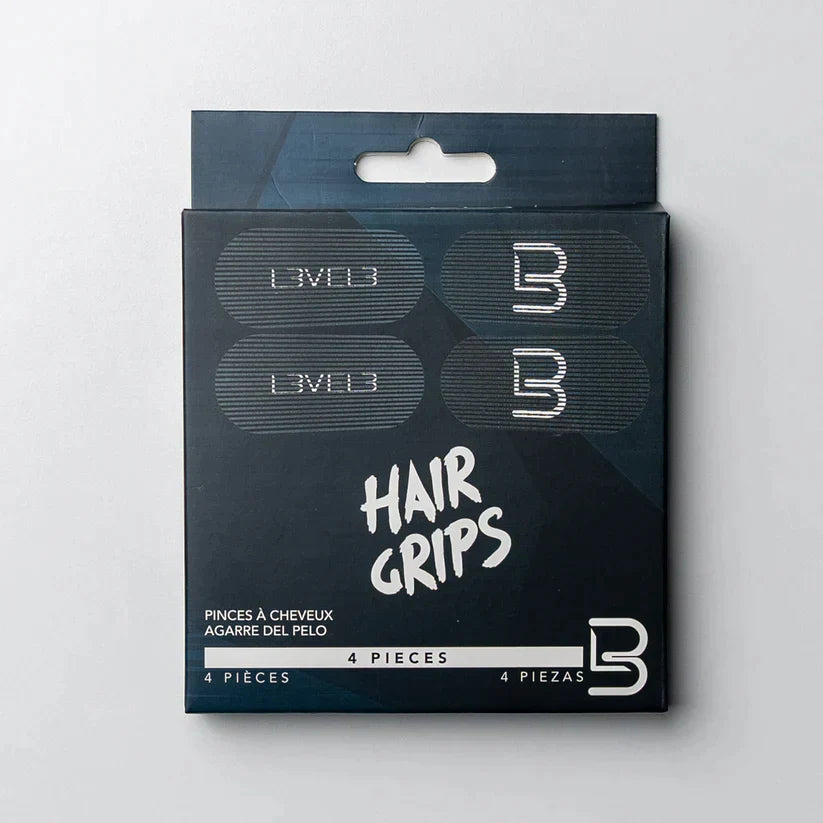 L3VEL3
L3VEL3
HAIR
GRIPS
PINCES À CHEVEUX
AGARRE DEL PELO
4 PIECES
4 PIÈCES 4 PIEZAS